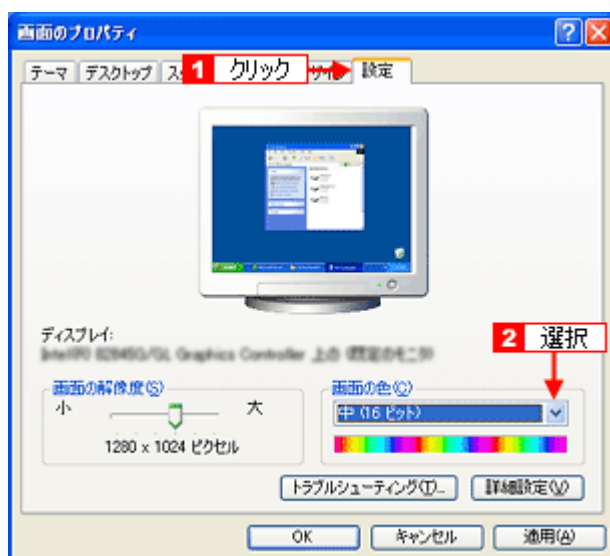 画面のプロパティ
テーマ デスクトップ 1 クリック 設定
ディスプレイ:
2 選択
画面の解像度(S)
小 大
1280 x 1024 ピクセル
画面の色(C)
中 (16 ビット)
トラブルシューティング(T)... 詳細設定(V)
OK キャンセル 適用(A)